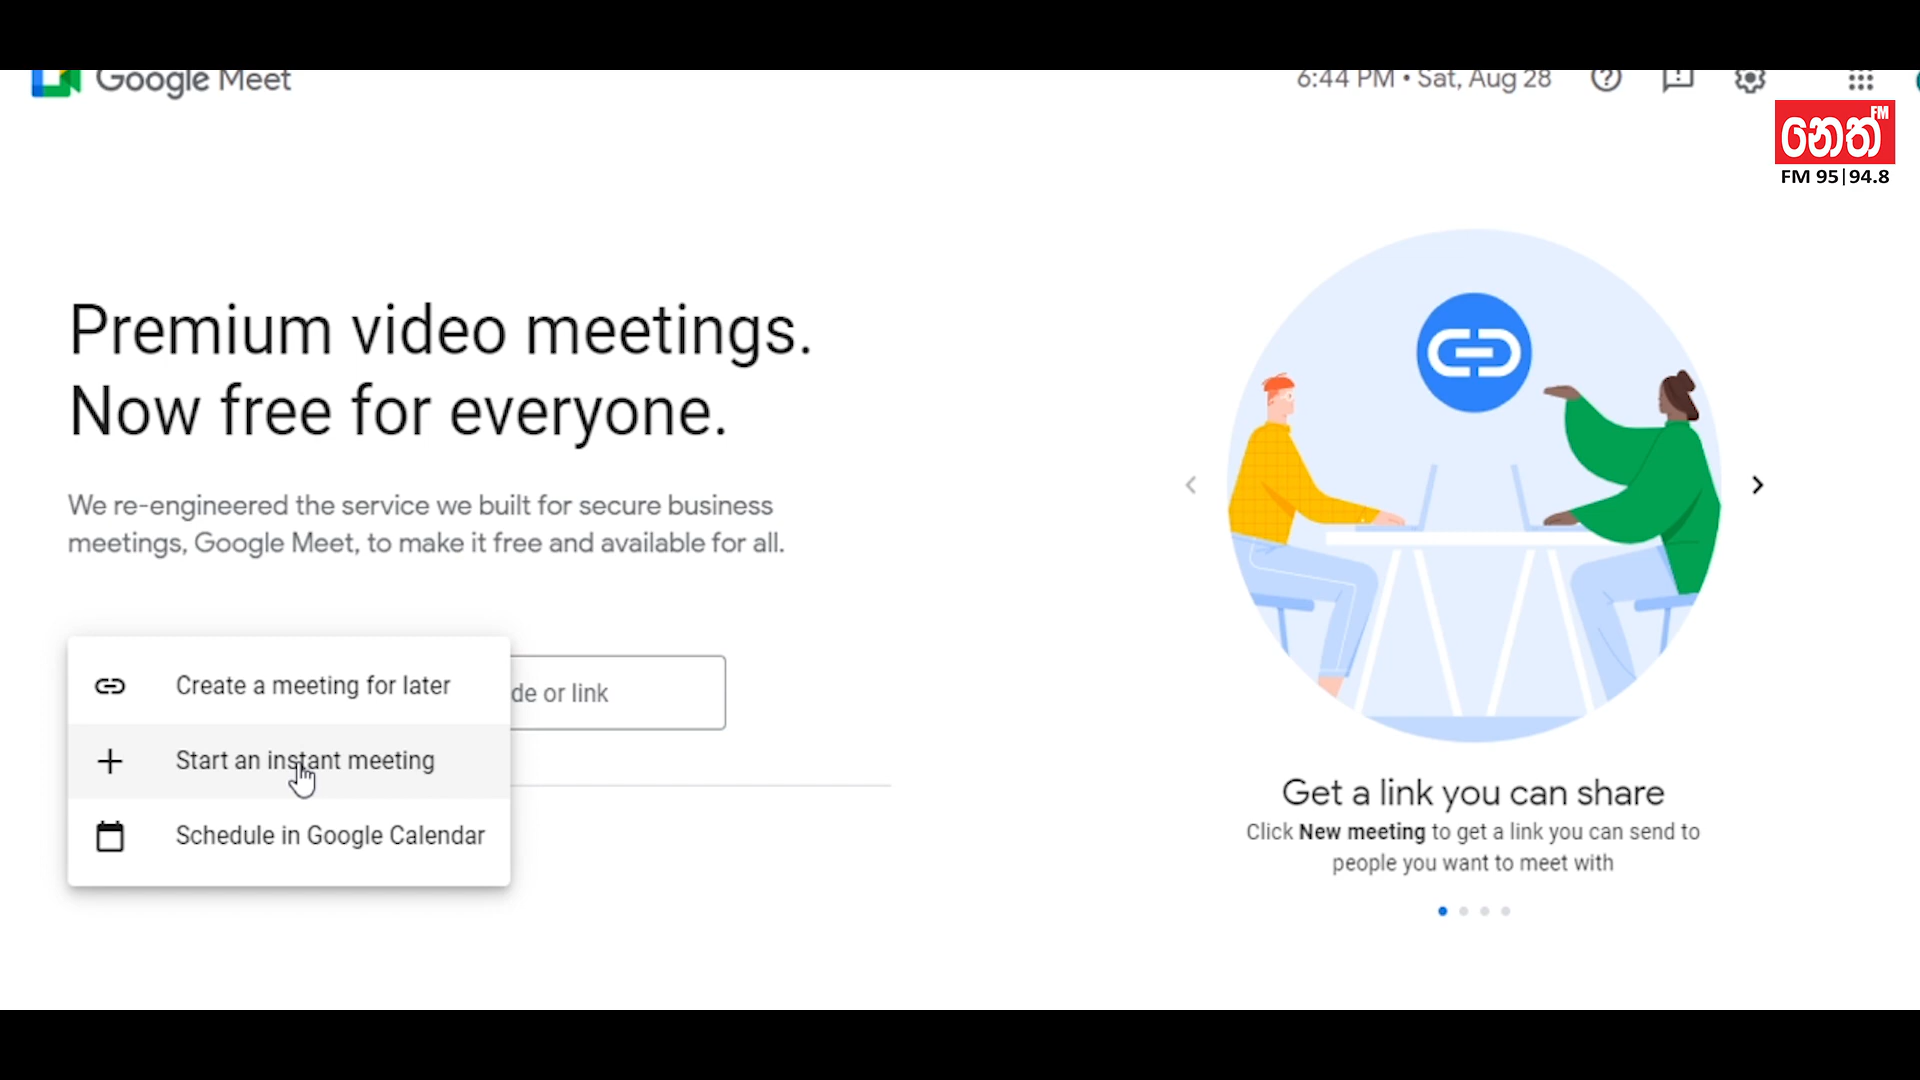 Google Meet
6:44 PM • Sat, Aug 28
නෙත් FM
FM 95|94.8
Premium video meetings.
Now free for everyone.
We re-engineered the service we built for secure business
meetings, Google Meet, to make it free and available for all.
Create a meeting for later
de or link
Start an instant meeting
Schedule in Google Calendar
Get a link you can share
Click New meeting to get a link you can send to
people you want to meet with